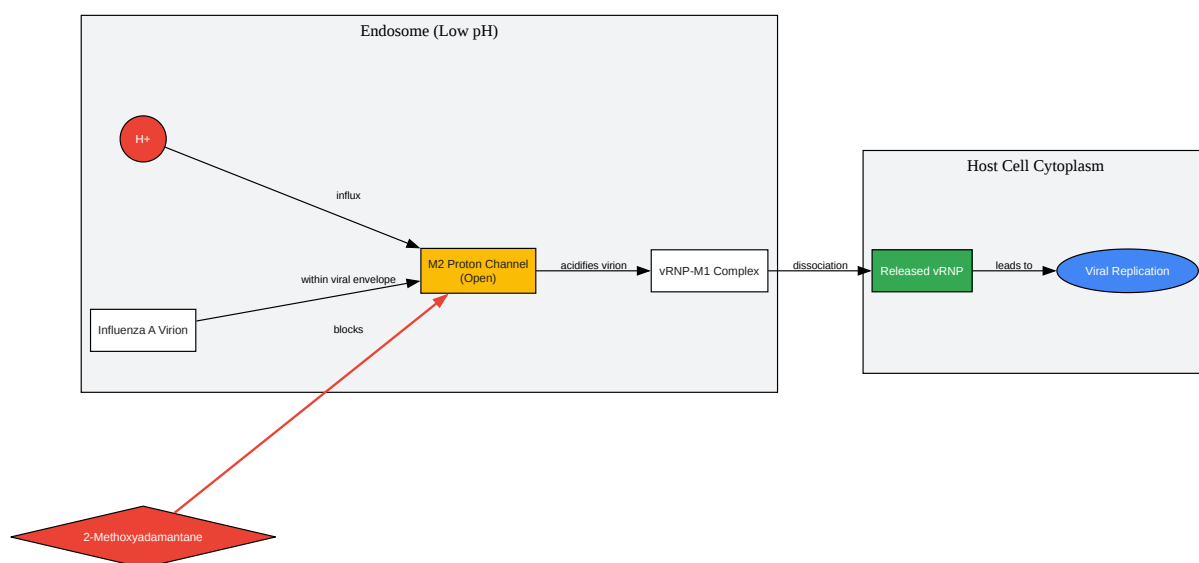 Endosome (Low pH)
H+
influx
within viral envelope
Influenza A Virion
blocks
M2 Proton Channel
(Open)
acidifies virion
vRNP-M1 Complex
dissociation
Host Cell Cytoplasm
Released vRNP
leads to
Viral Replication
2-Methoxyadamantane